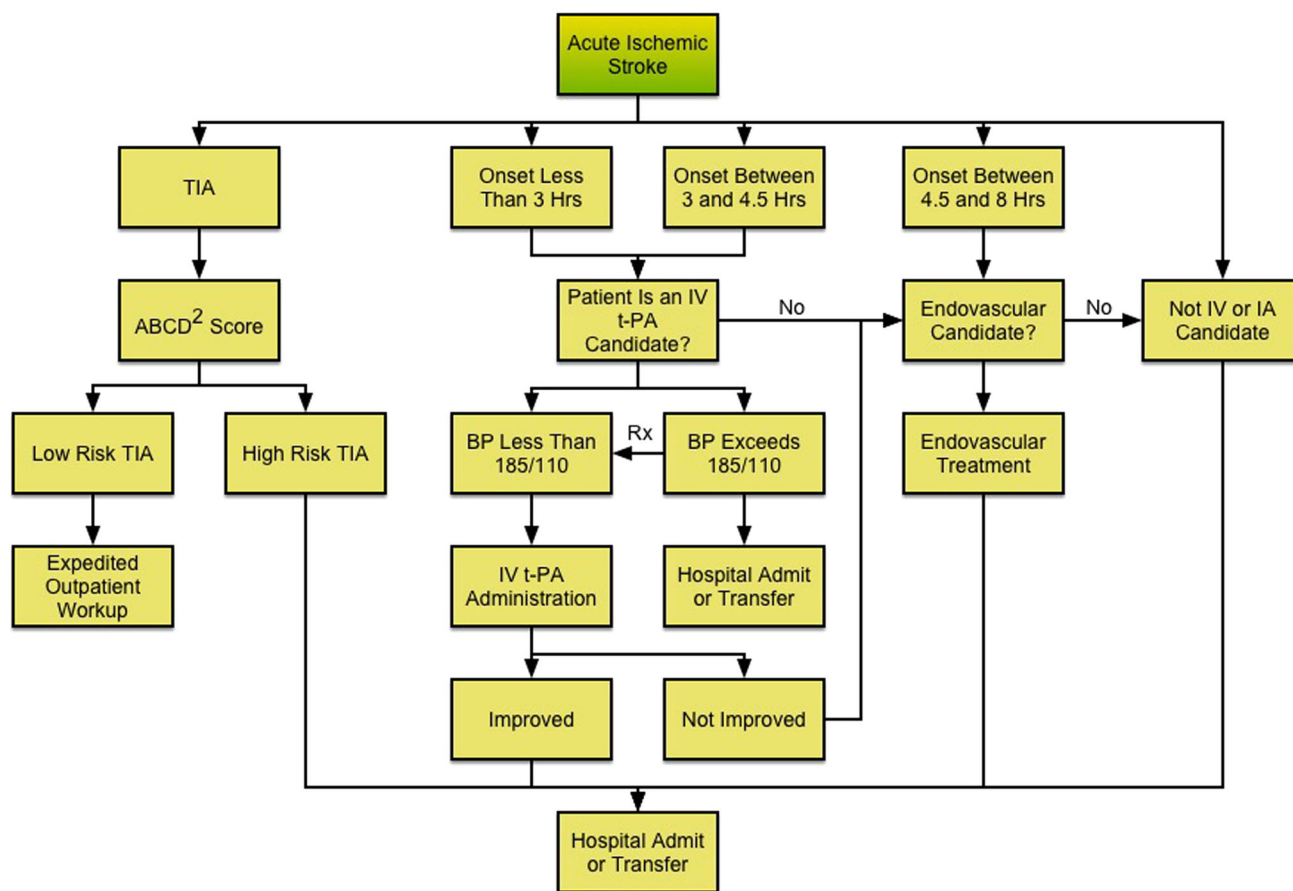 Acute Ischemic
Stroke
TIA
Onset Less
Than 3 Hrs
Onset Between
3 and 4.5 Hrs
Onset Between
4.5 and 8 Hrs
ABCD² Score
Patient Is an IV
t-PA
Candidate?
No
Endovascular
Candidate?
No
Not IV or IA
Candidate
Low Risk TIA
High Risk TIA
BP Less Than
185/110
Rx
BP Exceeds
185/110
Endovascular
Treatment
Expedited
Outpatient
Workup
IV t-PA
Administration
Hospital Admit
or Transfer
Improved
Not Improved
Hospital Admit
or Transfer